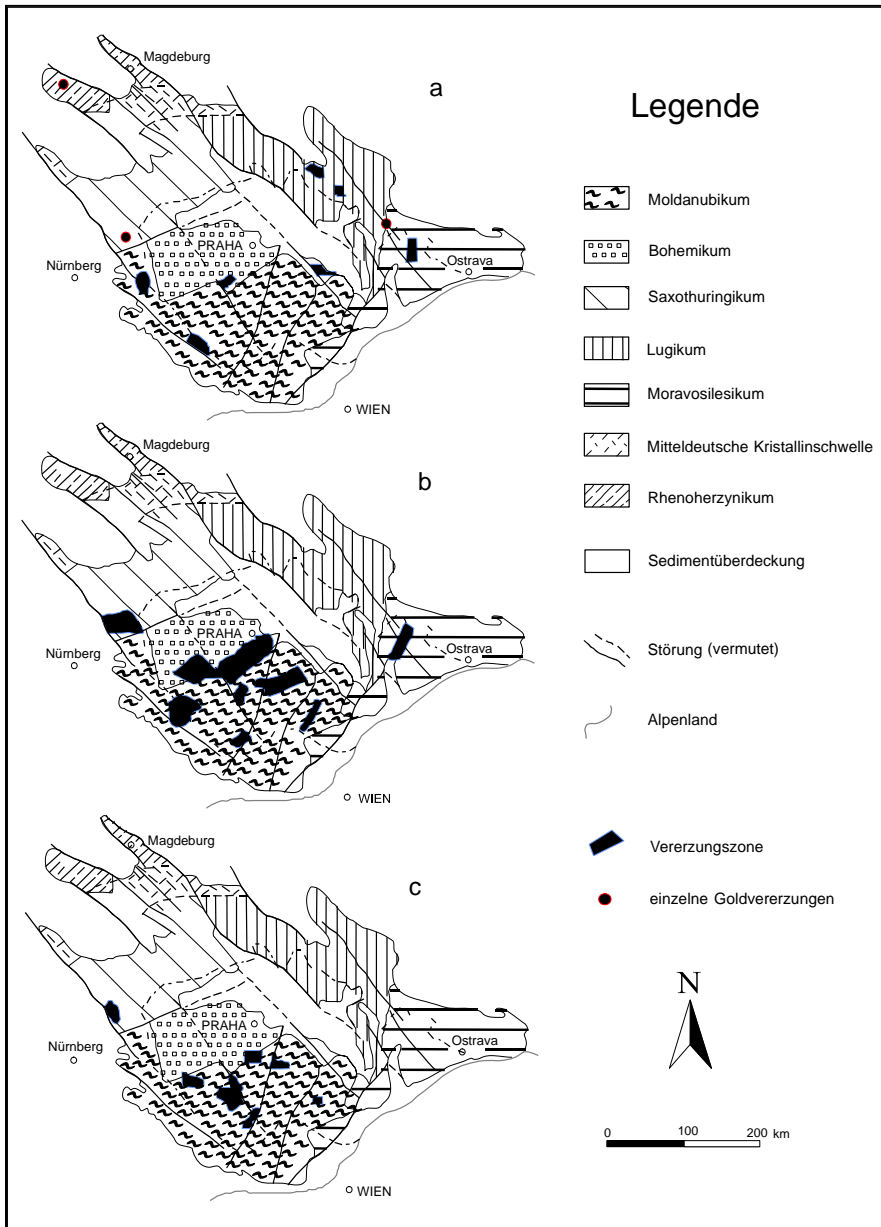 Magdeburg
a
PRAHA
Nürnberg
Ostrava
WIEN
Magdeburg
b
PRAHA
Nürnberg
Ostrava
WIEN
Magdeburg
c
PRAHA
Nürnberg
Ostrava
WIEN
Legende
Moldanubikum
Bohemikum
Saxothuringikum
Lugikum
Moravosilesikum
Mitteldeutsche Kristallinschwelle
Rhenoherzynikum
Sedimentüberdeckung
Störung (vermutet)
Alpenland
Vererzungszone
einzelne Goldvererzungen
N
0 100 200 km